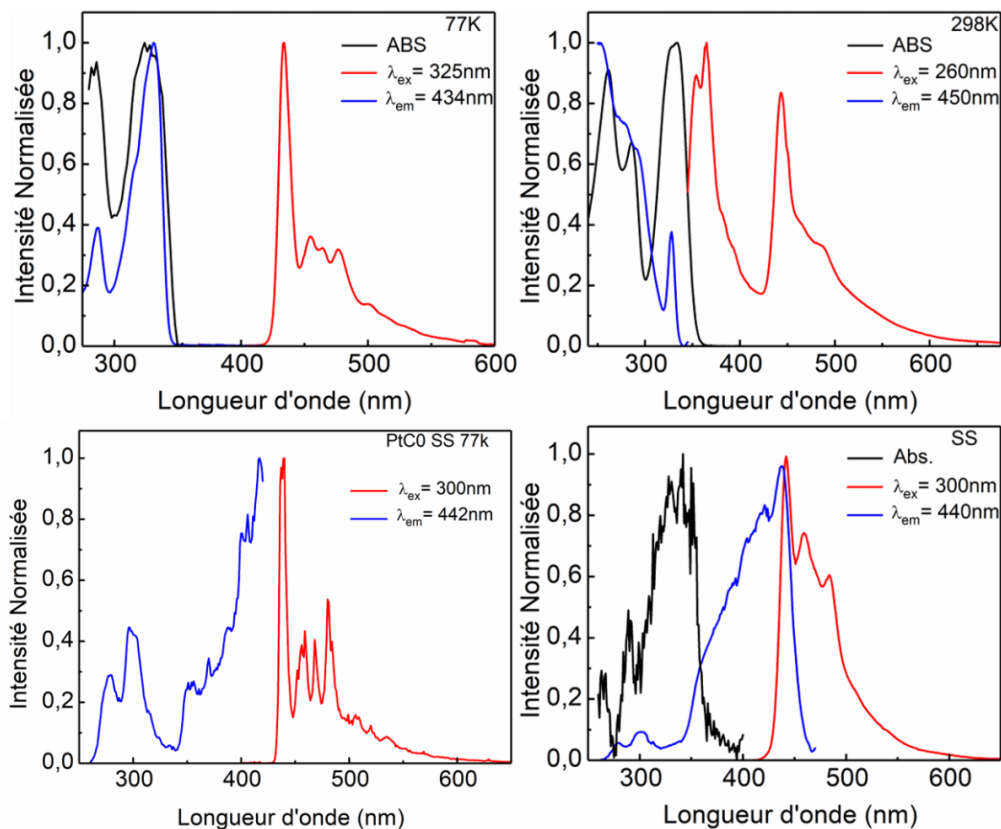 77K
ABS
λex= 325nm
λem= 434nm
Intensité Normalisée
1,0
0,8
0,6
0,4
0,2
0,0
300 400 500 600
Longueur d'onde (nm)
298K
ABS
λex= 260nm
λem= 450nm
Intensité Normalisée
1,0
0,8
0,6
0,4
0,2
0,0
300 400 500 600
Longueur d'onde (nm)
PtC0 SS 77k
λex= 300nm
λem= 442nm
Intensité Normalisée
1,0
0,8
0,6
0,4
0,2
0,0
300 400 500 600
Longueur d'onde (nm)
SS
Abs.
λex= 300nm
λem= 440nm
Intensité Normalisée
1,0
0,8
0,6
0,4
0,2
0,0
300 400 500 600
Longueur d'onde (nm)